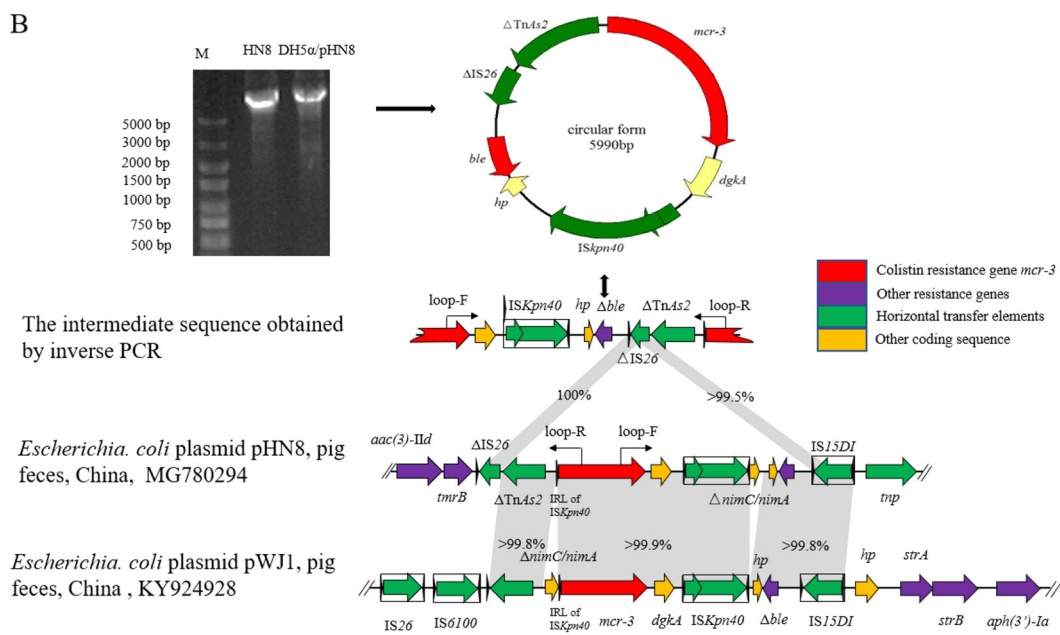 B
M HN8 DH5α/pHN8
5000 bp
3000 bp
2000 bp
1500 bp
1000 bp
750 bp
500 bp
ΔTnAs2
mcr-3
ΔIS26
circular form
5990bp
ble
dgkA
hp
ISkpn40
Colistin resistance gene mcr-3
Other resistance genes
Horizontal transfer elements
Other coding sequence
The intermediate sequence obtained
by inverse PCR
loop-F ISKpn40 hp Δble ΔTnAs2 loop-R
△IS26
100% >99.5%
Escherichia. coli plasmid pHN8, pig
feces, China, MG780294
aac(3)-IId ΔIS26 loop-R loop-F IS15DI
tmrB ΔTnAs2 IRL of
ISKpn40
△nimC/nimA tnp
>99.8% >99.9% >99.8%
Escherichia. coli plasmid pWJ1, pig
feces, China , KY924928
ΔnimC/nimA hp hp strA
IS26 IS6100 IRL of
ISKpn40
mcr-3 dgkA ISKpn40 Δble IS15DI strB aph(3')-Ia